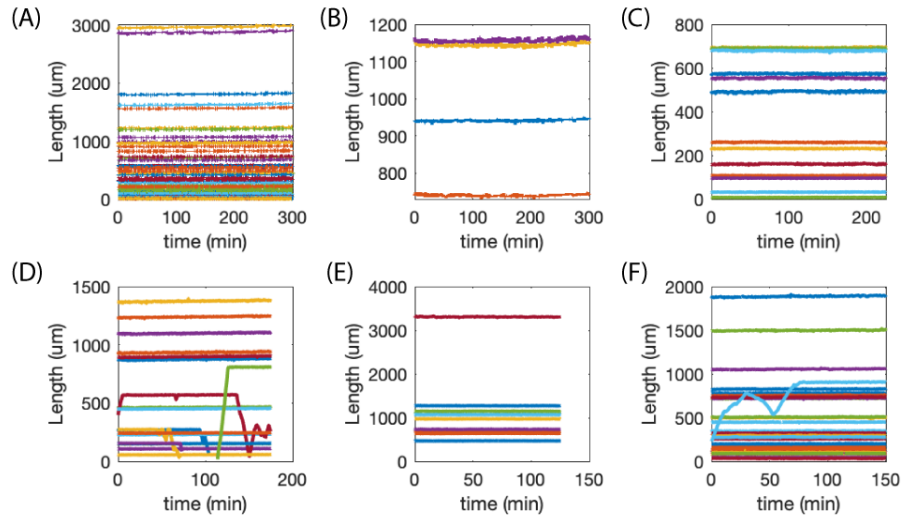 (A)
Length (um)
3000
2000
1000
0
0 100 200 300
time (min)
(B)
Length (um)
1200
1100
1000
900
800
0 100 200 300
time (min)
(C)
Length (um)
800
600
400
200
0
0 100 200
time (min)
(D)
Length (um)
1500
1000
500
0
0 100 200
time (min)
(E)
Length (um)
4000
3000
2000
1000
0
0 50 100 150
time (min)
(F)
Length (um)
2000
1500
1000
500
0
0 50 100 150
time (min)